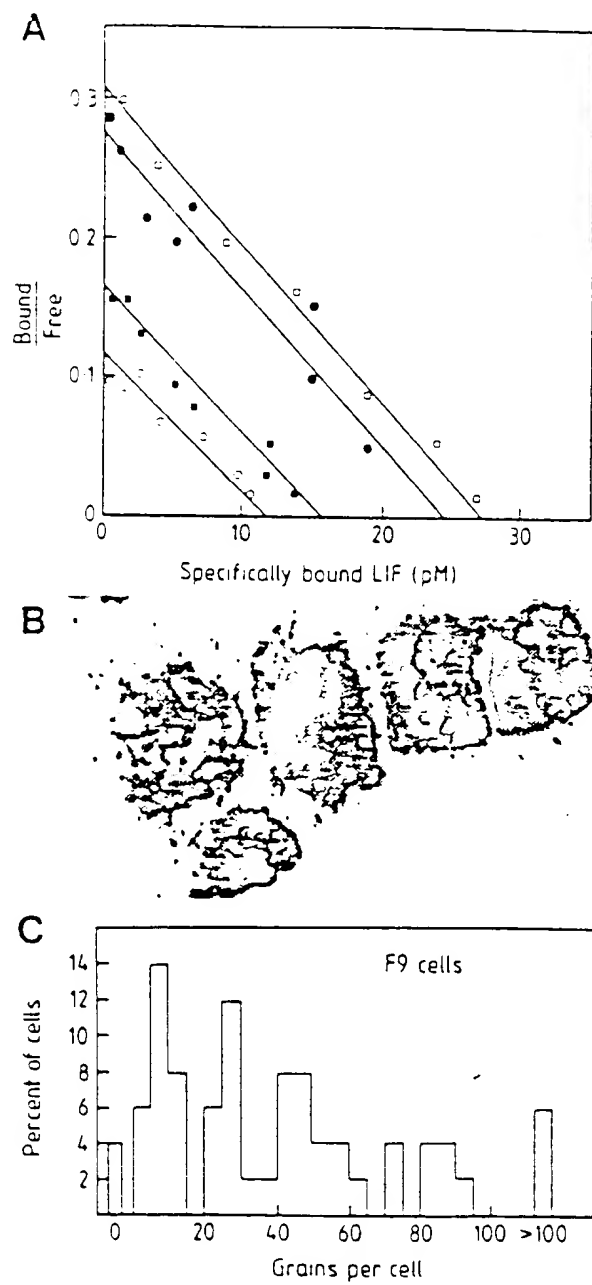 A
0.3
0.2
0.1
0
Bound
Free
0 10 20 30
Specifically bound LIF (pM)
B
C
F9 cells
14
12
10
8
6
4
2
Percent of cells
0 20 40 60 80 100 >100
Grains per cell